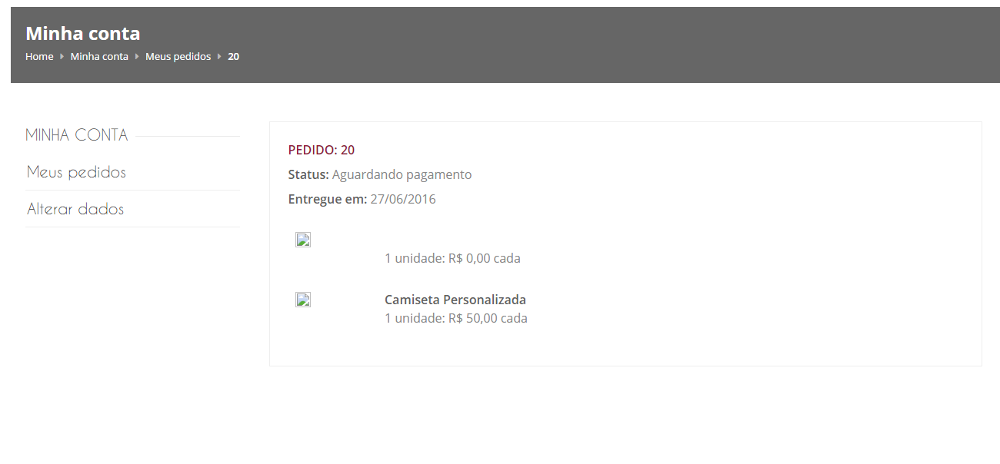 Minha conta
Home Minha conta Meus pedidos 20
MINHA CONTA
Meus pedidos
Alterar dados
PEDIDO: 20
Status: Aguardando pagamento
Entregue em: 27/06/2016
1 unidade: R$ 0,00 cada
Camiseta Personalizada
1 unidade: R$ 50,00 cada